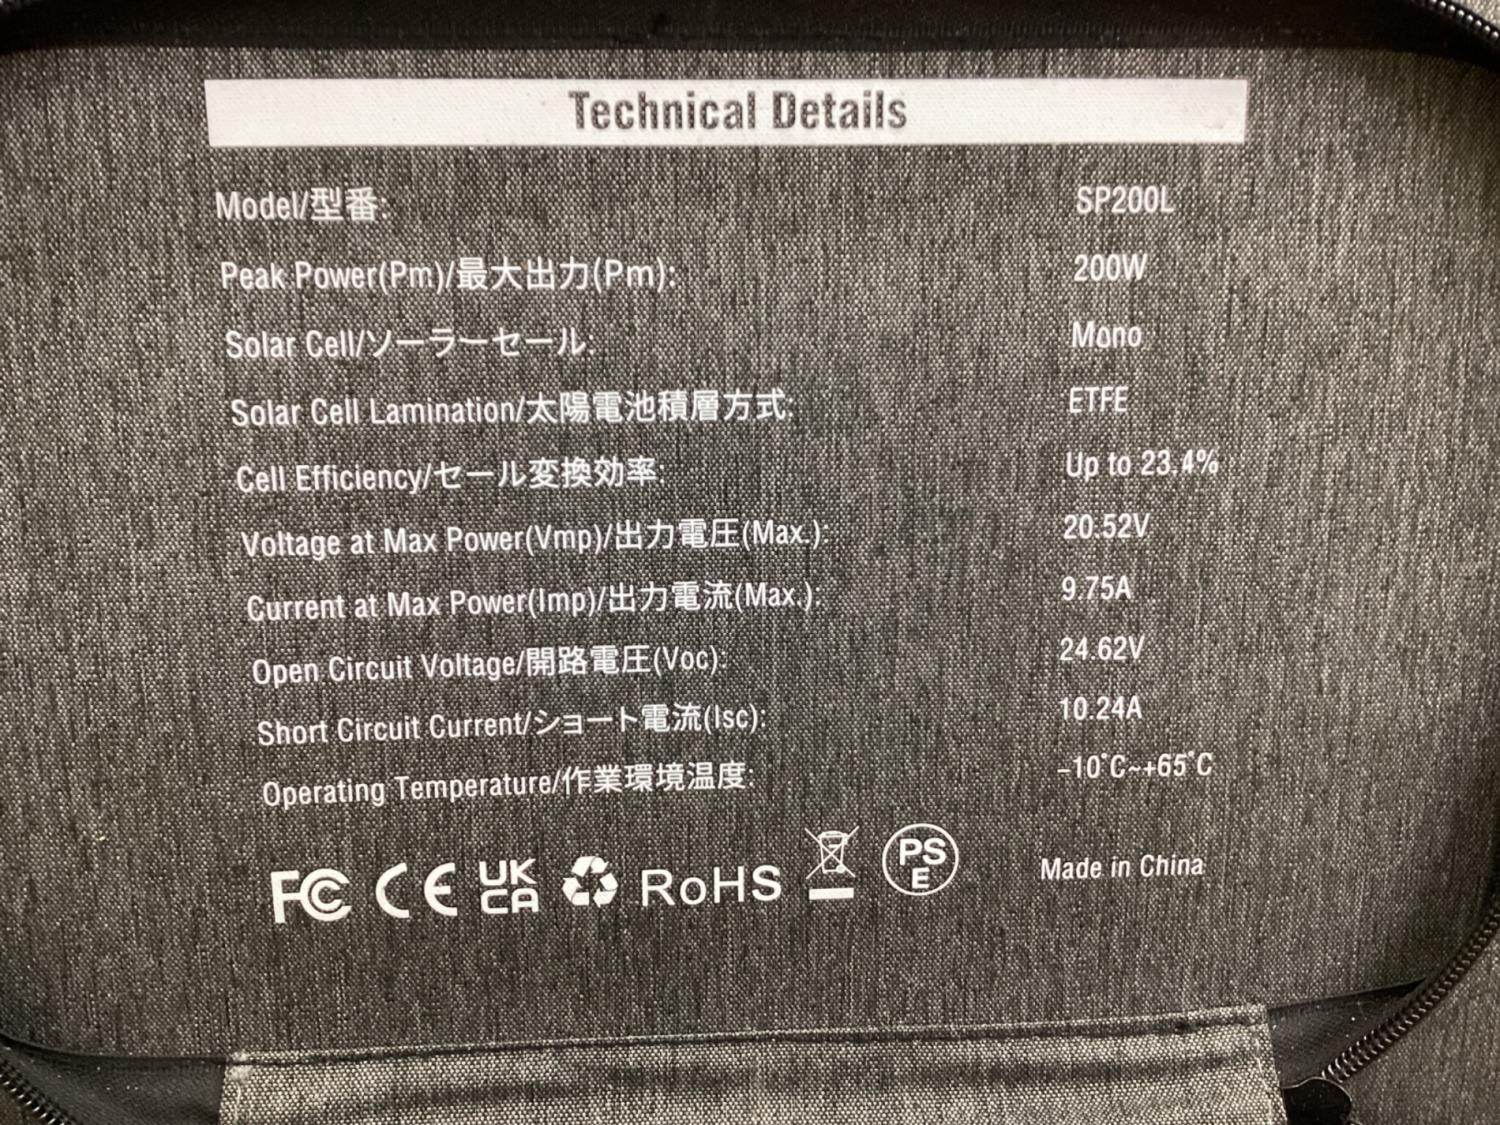 Technical Details
Model/型番: SP200L
Peak Power(Pm)/最大出力(Pm): 200W
Solar Cell/ソーラーセール: Mono
Solar Cell Lamination/太陽電池積層方式: ETFE
Cell Efficiency/セール変換効率: Up to 23.4%
Voltage at Max Power(Vmp)/出力電圧(Max.): 20.52V
Current at Max Power(Imp)/出力電流(Max.): 9.75A
Open Circuit Voltage/開路電圧(Voc): 24.62V
Short Circuit Current/ショート電流(Isc): 10.24A
Operating Temperature/作業環境温度: -10°C~+65°C
FC CE UKCA RoHS PSE Made in China